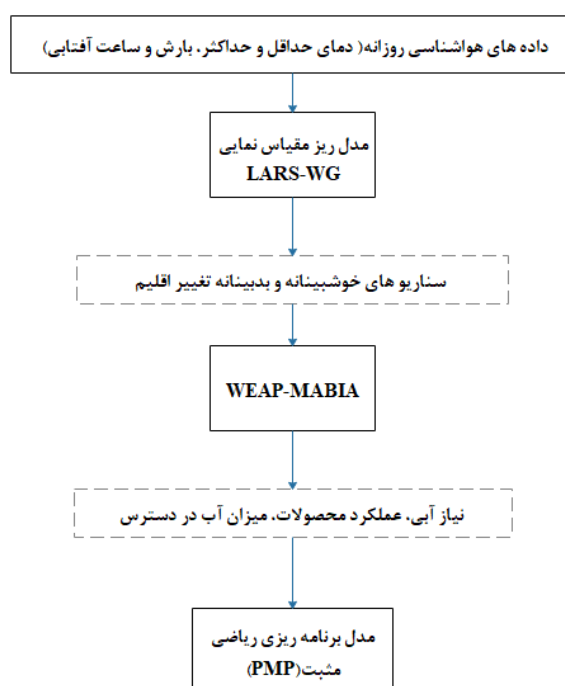 داده های هواشناسی روزانه( دمای حداقل و حداکثر، بارش و ساعت آفتابی)
مدل ریز مقیاس نمایی
LARS-WG
سناریو های خوشبینانه و بدبینانه تغییر اقلیم
WEAP-MABIA
نیاز آبی، عملکرد محصولات، میزان آب در دسترس
مدل برنامه ریزی ریاضی
مثبت(PMP)